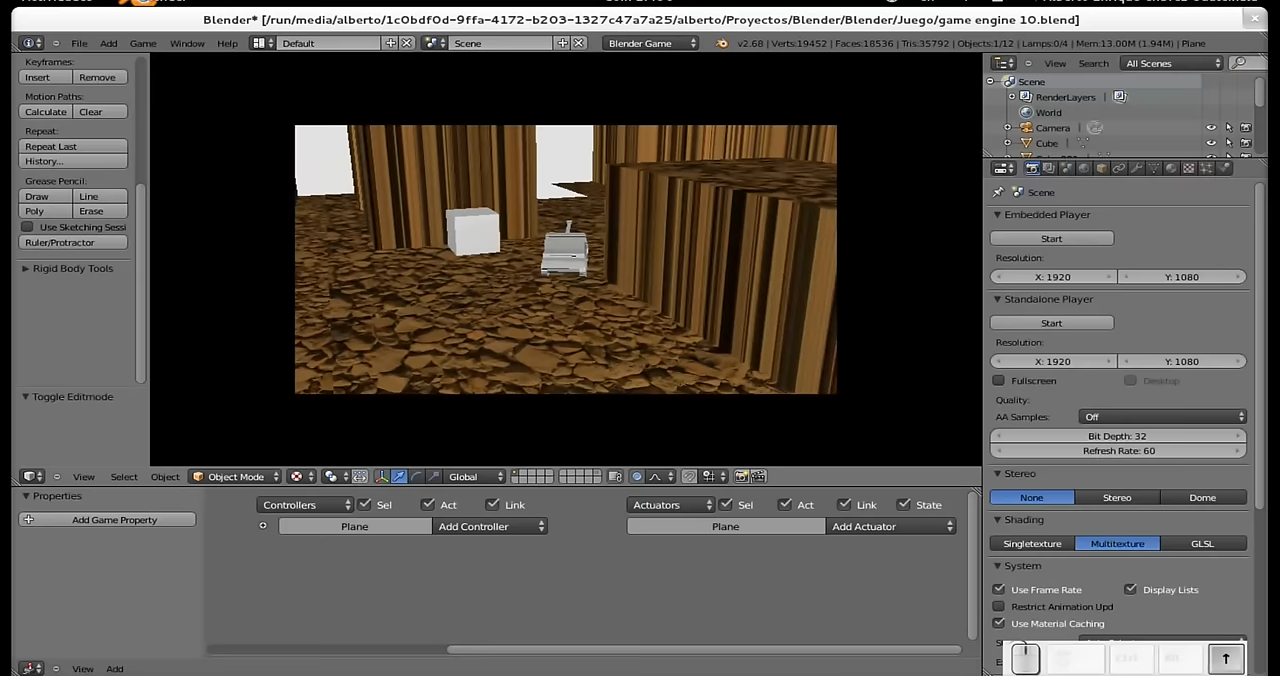 Blender* [/run/media/alberto/1c0bdf0d-9ffa-4172-b203-1327c47a7a25/alberto/Proyectos/Blender/Blender/Juego/game engine 10.blend]
File Add Game Window Help Default Scene Blender Game v2.68 | Verts:19452 | Faces:18536 | Tris:35792 | Objects:1/12 | Lamps:0/4 | Mem:13.00M (1.94M) | Plane
Keyframes:
Insert Remove
Motion Paths:
Calculate Clear
Repeat:
Repeat Last
History...
Grease Pencil:
Draw Line
Poly Erase
Use Sketching Sessi
Ruler/Protractor
Rigid Body Tools
Toggle Editmode
View Search All Scenes
Scene
RenderLayers
World
Camera
Cube
Scene
Embedded Player
Start
Resolution:
X: 1920 Y: 1080
Standalone Player
Start
Resolution:
X: 1920 Y: 1080
Fullscreen Desktop
Quality:
AA Samples: Off
Bit Depth: 32
Refresh Rate: 60
Stereo
None Stereo Dome
Shading
Singletexture Multitexture GLSL
System
Use Frame Rate Display Lists
Restrict Animation Upd
Use Material Caching
View Select Object Object Mode Global
Properties
Add Game Property
Controllers Sel Act Link
Plane Add Controller
Actuators Sel Act Link State
Plane Add Actuator
View Add